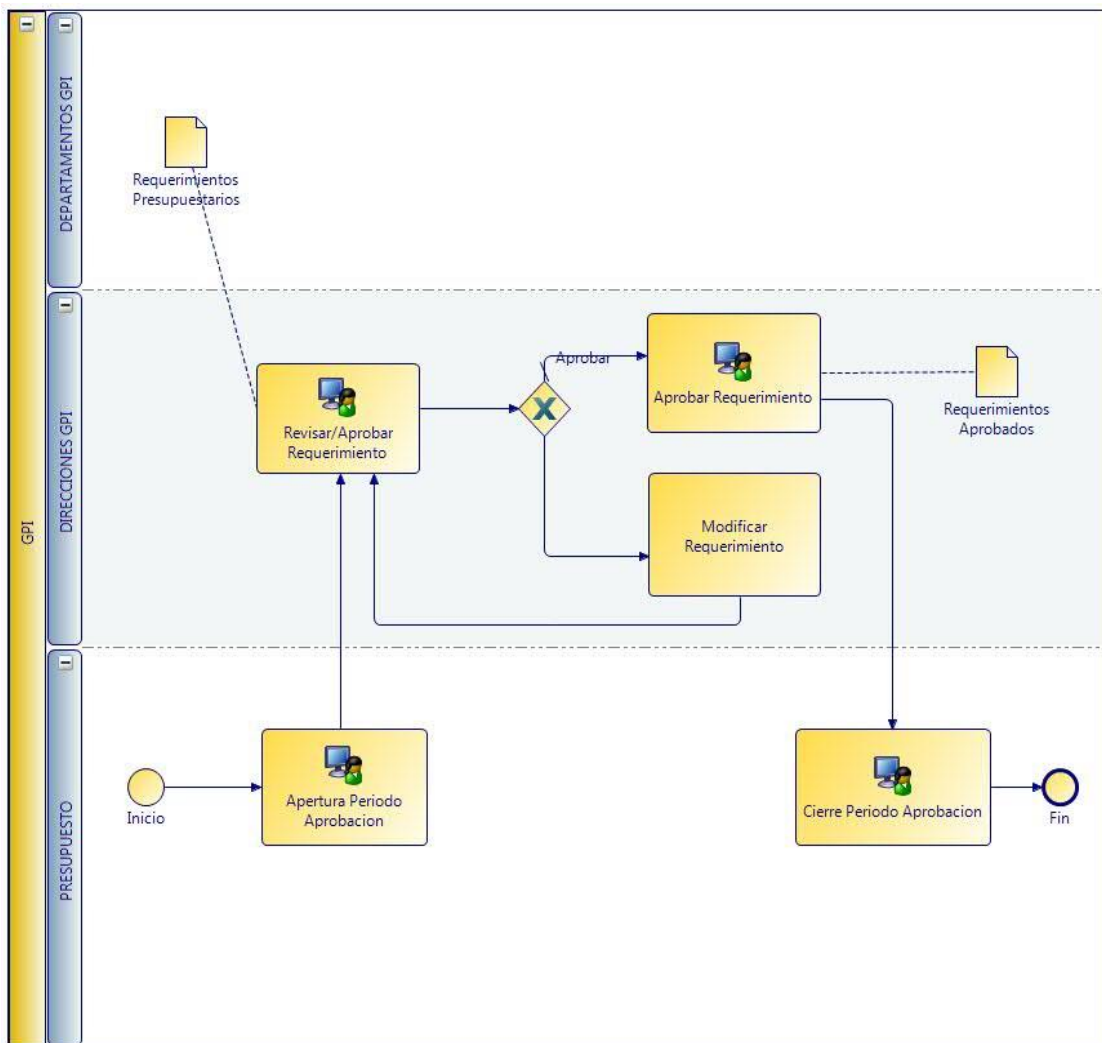 GPI
DEPARTAMENTOS GPI
Requerimientos
Presupuestarios
DIRECCIONES GPI
Revisar/Aprobar
Requerimiento
Aprobar
X
Aprobar Requerimiento
Requerimientos
Aprobados
Modificar
Requerimiento
PRESUPUESTO
Inicio
Apertura Periodo
Aprobacion
Cierre Periodo Aprobacion
Fin